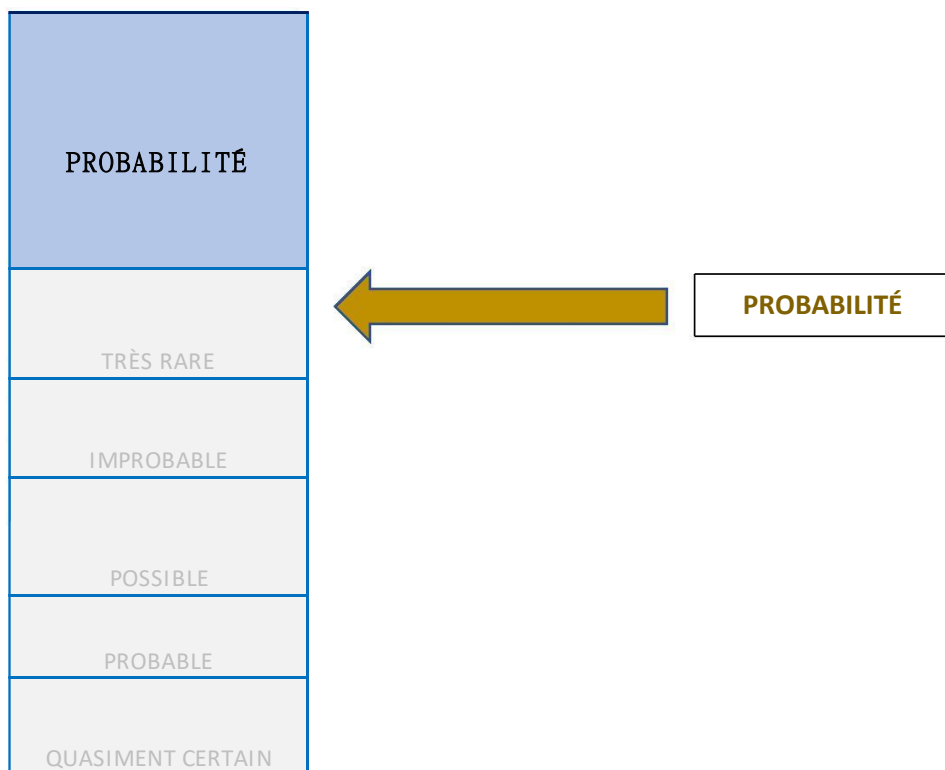 PROBABILITÉ
PROBABILITÉ
TRÈS RARE
IMPROBABLE
POSSIBLE
PROBABLE
QUASIMENT CERTAIN